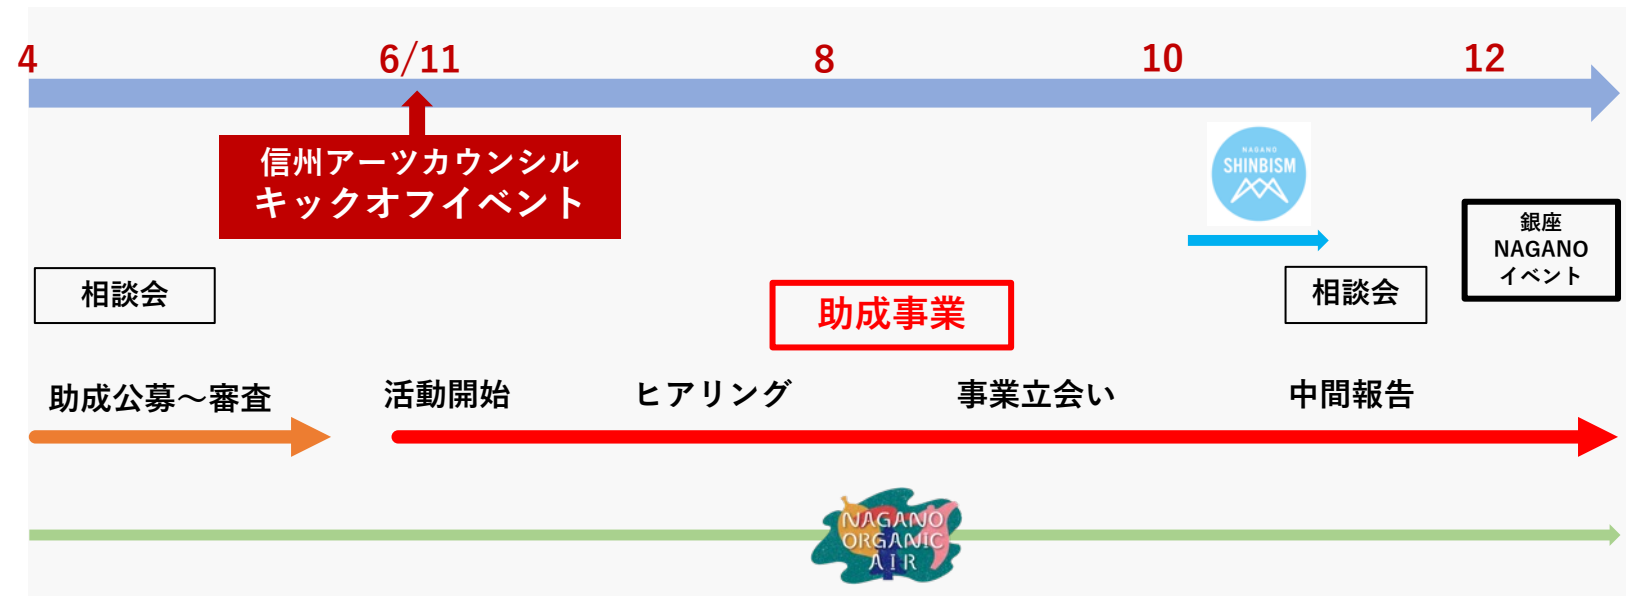 4
6/11
8
10
12
信州アーツカウンシル
キックオフイベント
NAGANO
SHINBISM
銀座
NAGANO
イベント
相談会
相談会
助成事業
助成公募～審査
活動開始
ヒアリング
事業立会い
中間報告
NAGANO
ORGANIC
AIR